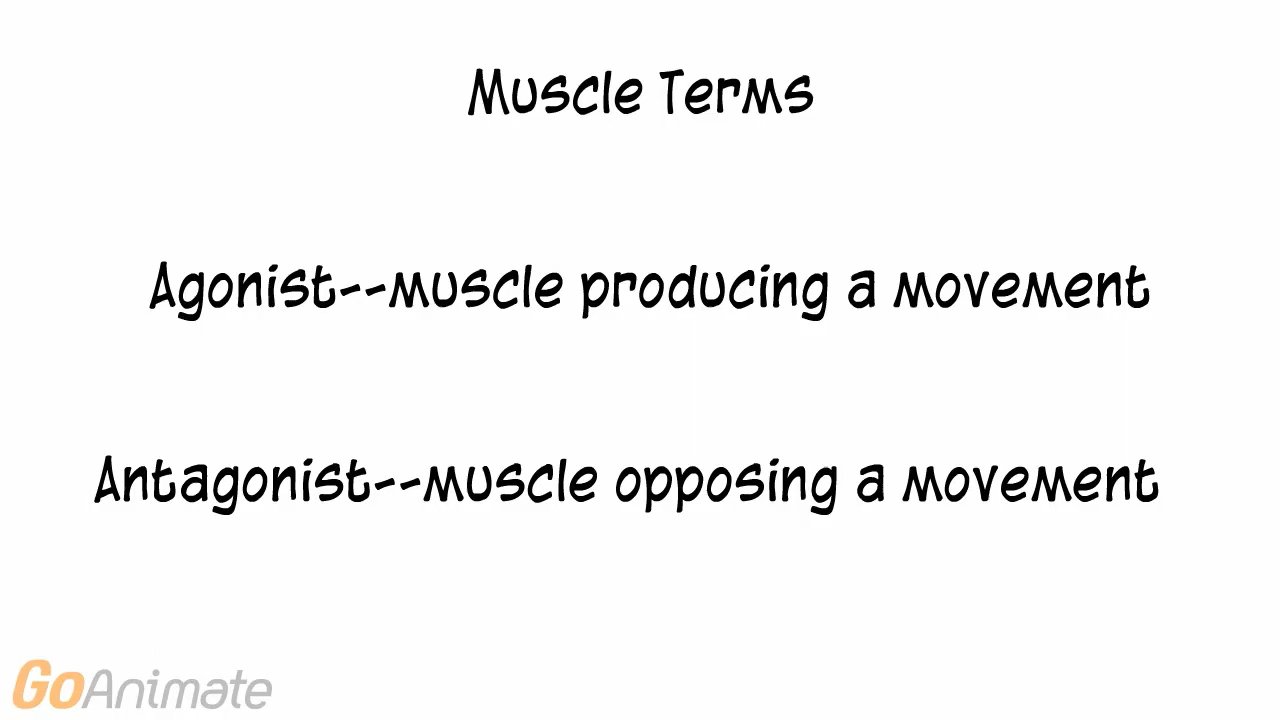 Muscle Terms
Agonist--muscle producing a movement
Antagonist--muscle opposing a movement
GoAnimate